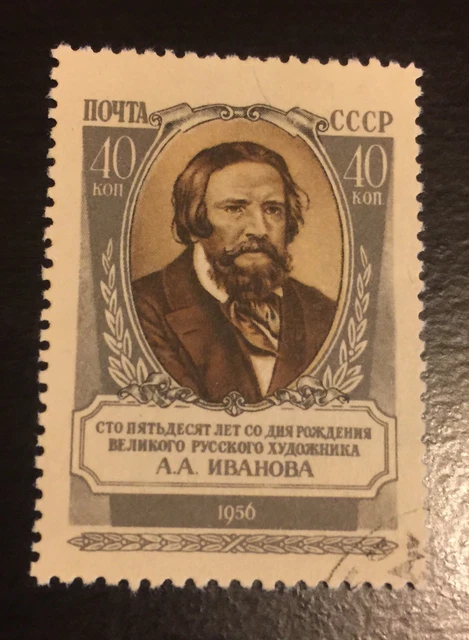 ПОЧТА СССР
40 40
КОП КОП.
СТО ПЯТЬДЕСЯТ ЛЕТ СО ДНЯ РОЖДЕНИЯ
ВЕЛИКОГО РУССКОГО ХУДОЖНИКА
А.А. ИВАНОВА
1956